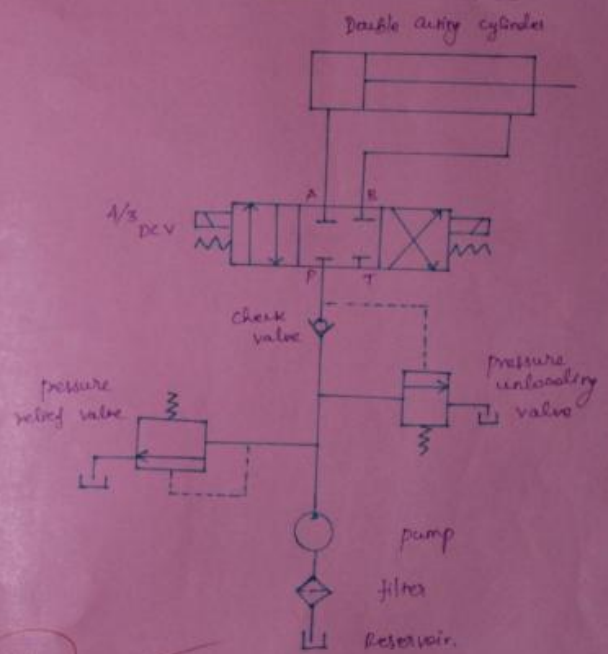 Double acting cylinder
A B
4/3
DCV
P T
check
valve
pressure
unloading
valve
pressure
relief valve
pump
filter
Reservoir.